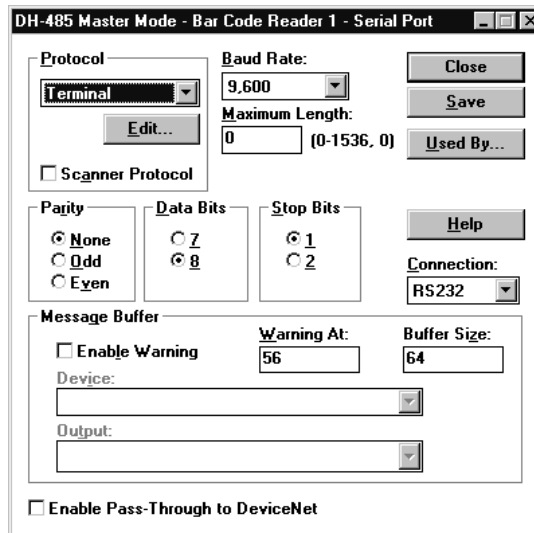 DH-485 Master Mode - Bar Code Reader 1 - Serial Port
Protocol
Terminal
Edit...
Scanner Protocol
Baud Rate:
9,600
Maximum Length:
0 (0-1536, 0)
Close
Save
Used By...
Parity
None
Odd
Even
Data Bits
7
8
Stop Bits
1
2
Help
Connection:
RS232
Message Buffer
Enable Warning
Warning At:
56
Buffer Size:
64
Device:
Output:
Enable Pass-Through to DeviceNet